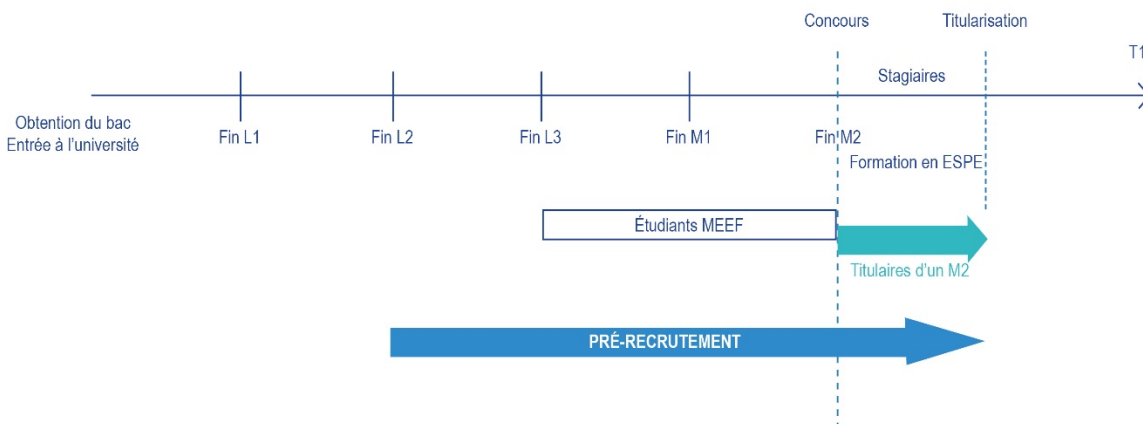 Concours
Titularisation
T1
Stagiaires
Obtention du bac
Entrée à l'université
Fin L1
Fin L2
Fin L3
Fin M1
Fin M2
Formation en ESPE
Étudiants MEEF
Titulaires d'un M2
PRÉ-RECRUTEMENT